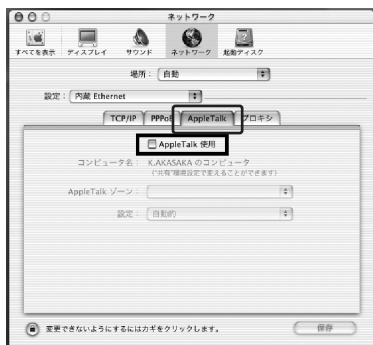 ネットワーク
すべてを表示 ディスプレイ サウンド ネットワーク 起動ディスク
場所： 自動
設定： 内蔵 Ethernet
TCP/IP PPPoE AppleTalk プロキシ
AppleTalk 使用
コンピュータ名： K.AKASAKA のコンピュータ
("共有"環境設定で変えることができます)
AppleTalk ゾーン：
設定： 自動的
変更できないようにするにはカギをクリックします。 保存